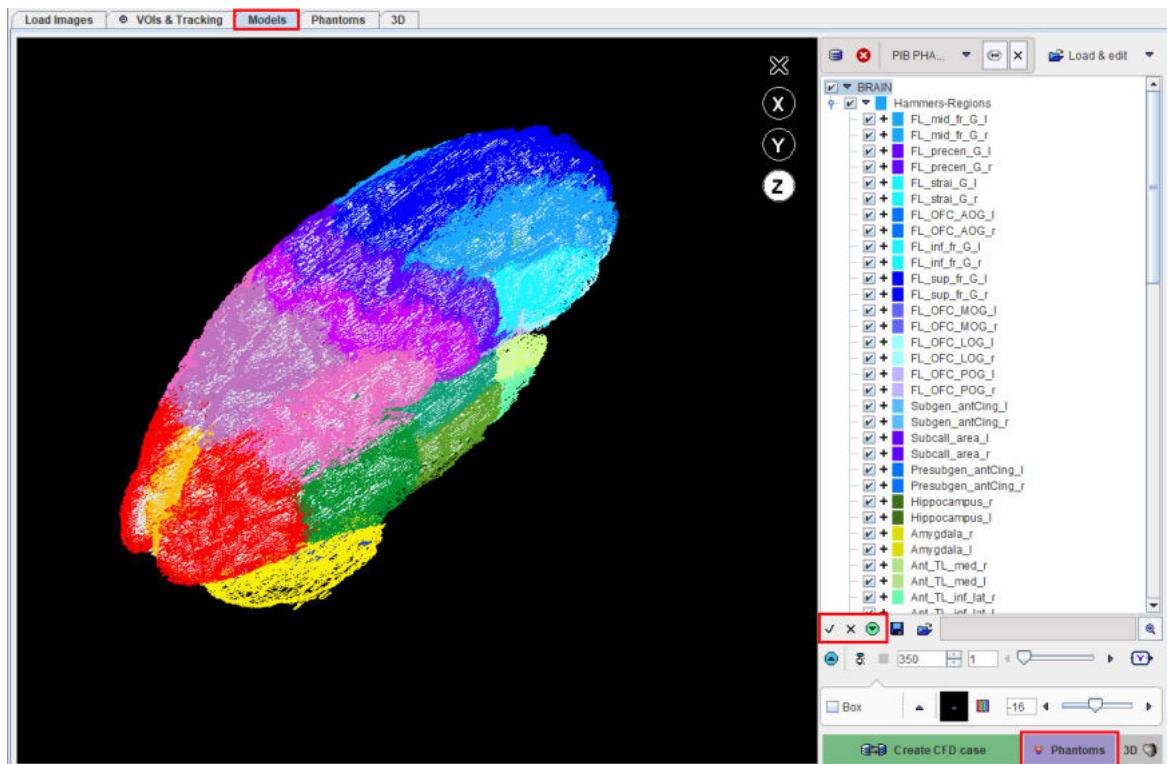 Load Images VOIs & Tracking Models Phantoms 3D
PIB PHA... Load & edit
X
Y
Z
BRAIN
Hammers-Regions
FL_mid_fr_G_l
FL_mid_fr_G_r
FL_precen_G_l
FL_precen_G_r
FL_strai_G_l
FL_strai_G_r
FL_OFC_AOG_l
FL_OFC_AOG_r
FL_inf_fr_G_l
FL_inf_fr_G_r
FL_sup_fr_G_l
FL_sup_fr_G_r
FL_OFC_MOG_l
FL_OFC_MOG_r
FL_OFC_LOG_l
FL_OFC_LOG_r
FL_OFC_POG_l
FL_OFC_POG_r
Subgen_antCing_l
Subgen_antCing_r
Subcall_area_l
Subcall_area_r
Presubgen_antCing_l
Presubgen_antCing_r
Hippocampus_r
Hippocampus_l
Amygdala_r
Amygdala_l
Ant_TL_med_r
Ant_TL_med_l
Ant_TL_inf_lat_r
Ant_TL_inf_lat_l
350 1 Y
Box -16
Create CFD case Phantoms 3D